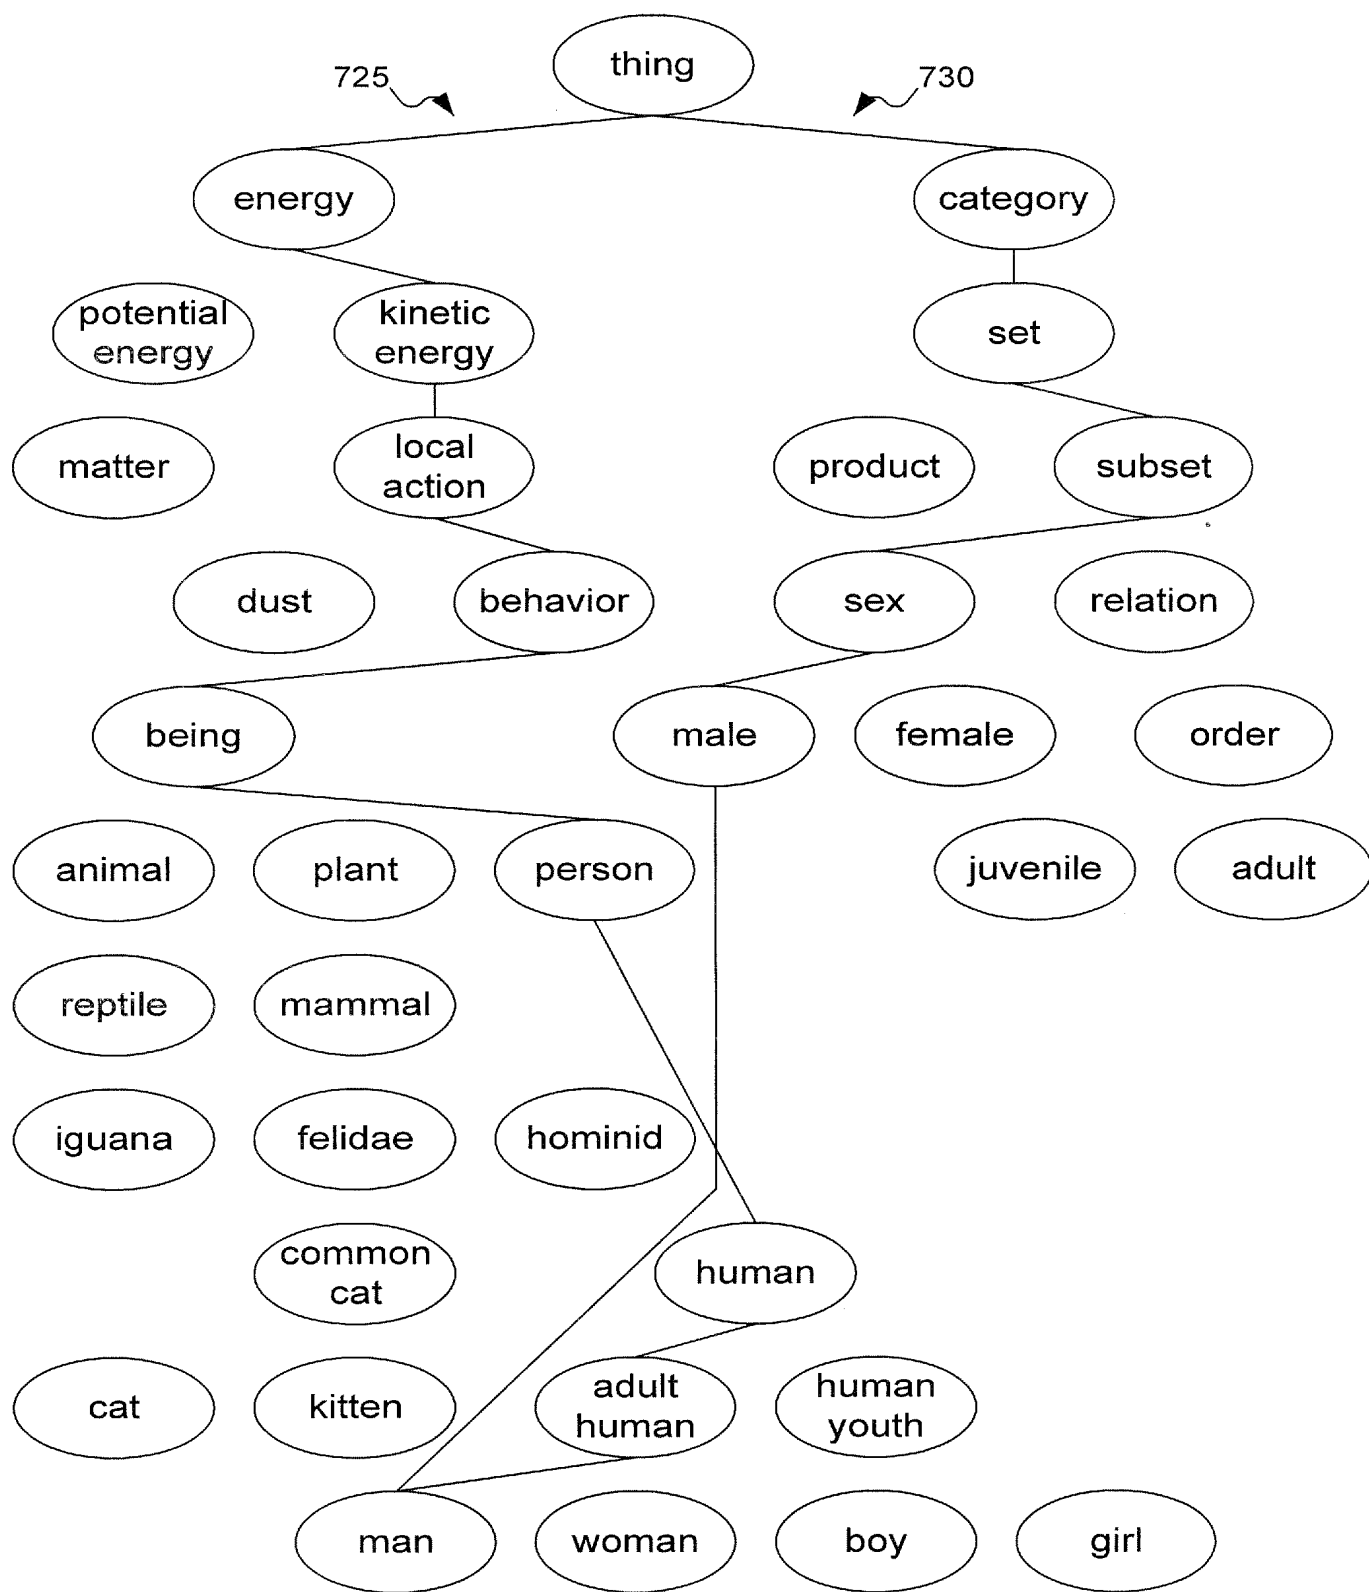 thing
725
730
energy
category
potential
energy
kinetic
energy
set
matter
local
action
product
subset
dust
behavior
sex
relation
being
male
female
order
animal
plant
person
juvenile
adult
reptile
mammal
iguana
felidae
hominid
common
cat
human
cat
kitten
adult
human
human
youth
man
woman
boy
girl